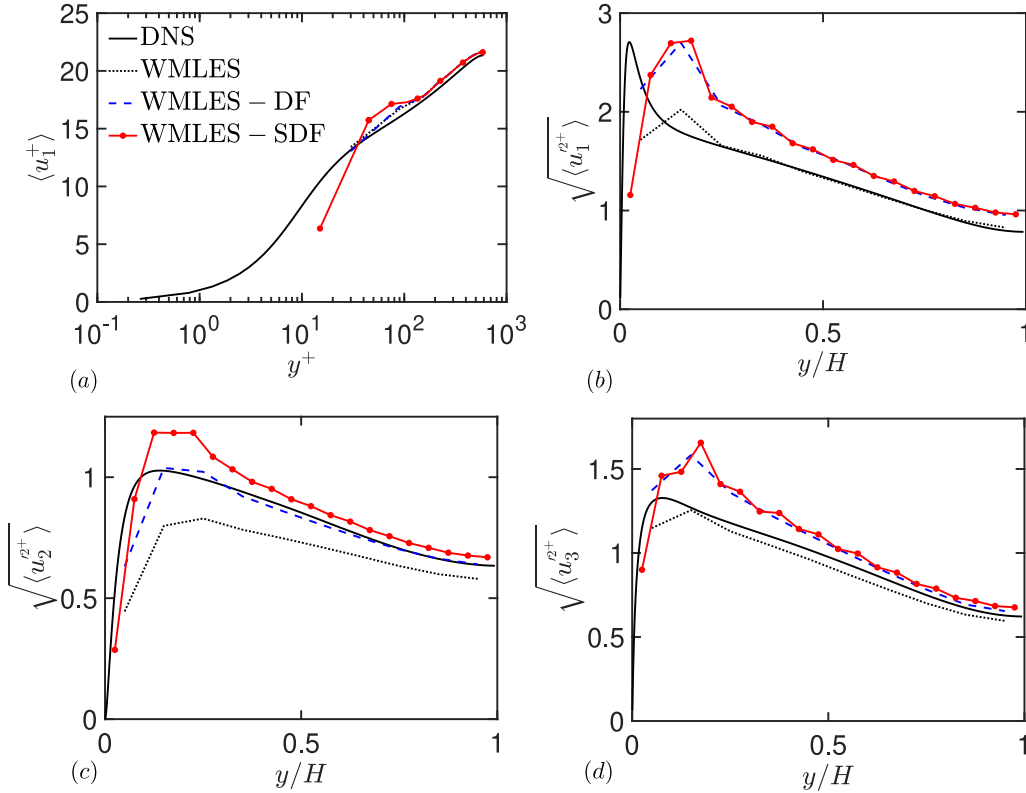 25
20
15
10
5
0
⟨u₁⁺⟩
DNS
WMLES
WMLES − DF
WMLES − SDF
10⁻¹ 10⁰ 10¹ 10² 10³
y⁺
(a)
3
2
1
0
√⟨u₁′²⁺⟩
0 0.5 1
y/H
(b)
1
0.5
0
√⟨u₂′²⁺⟩
0 0.5 1
y/H
(c)
1.5
1
0.5
0
√⟨u₃′²⁺⟩
0 0.5 1
y/H
(d)